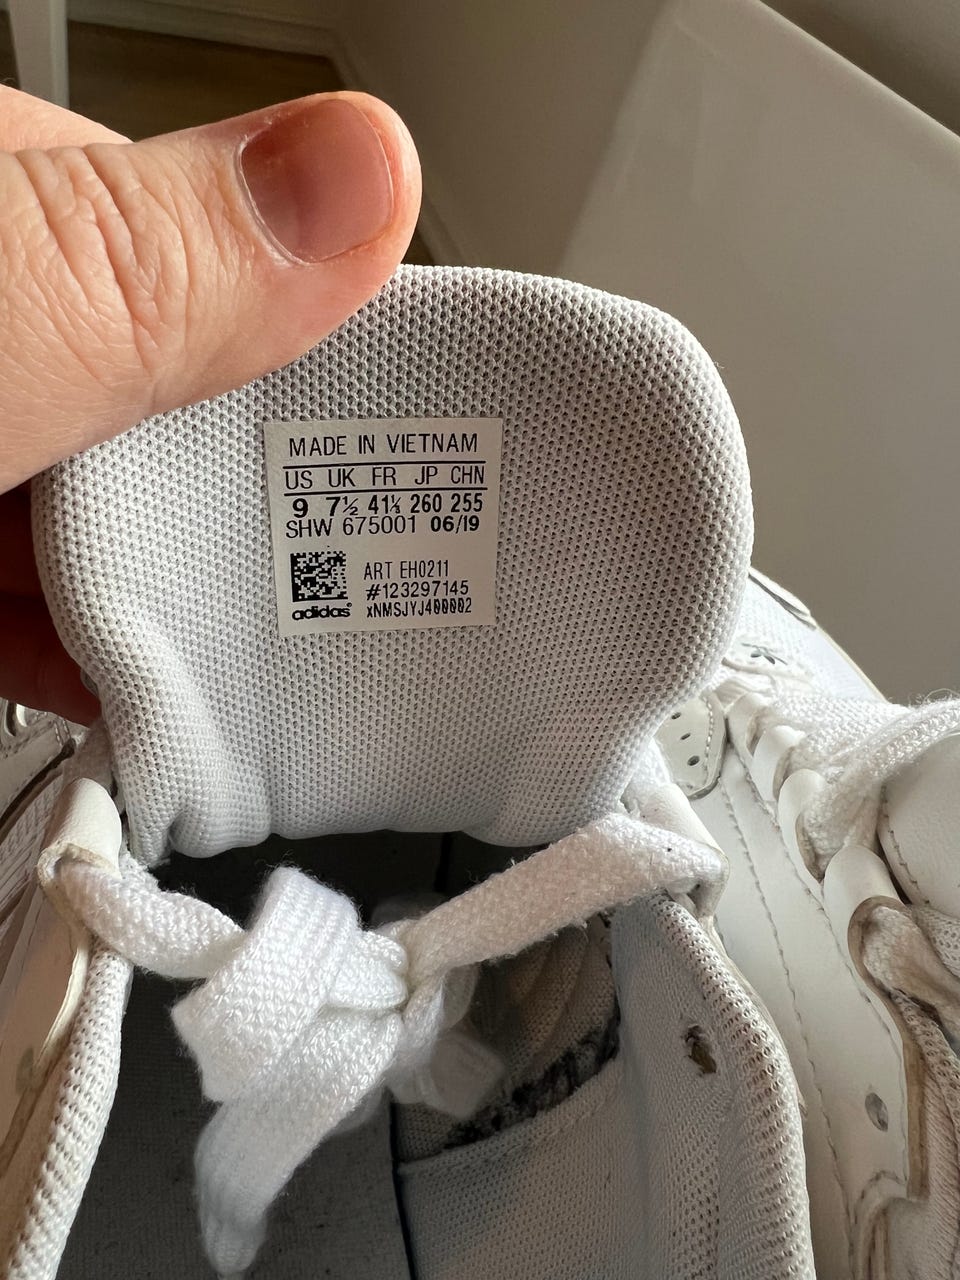 MADE IN VIETNAM
US UK FR JP CHN
9 7½ 41⅓ 260 255
SHW 675001 06/19
ART EH0211
#123297145
xNMSJYJ400002
adidas